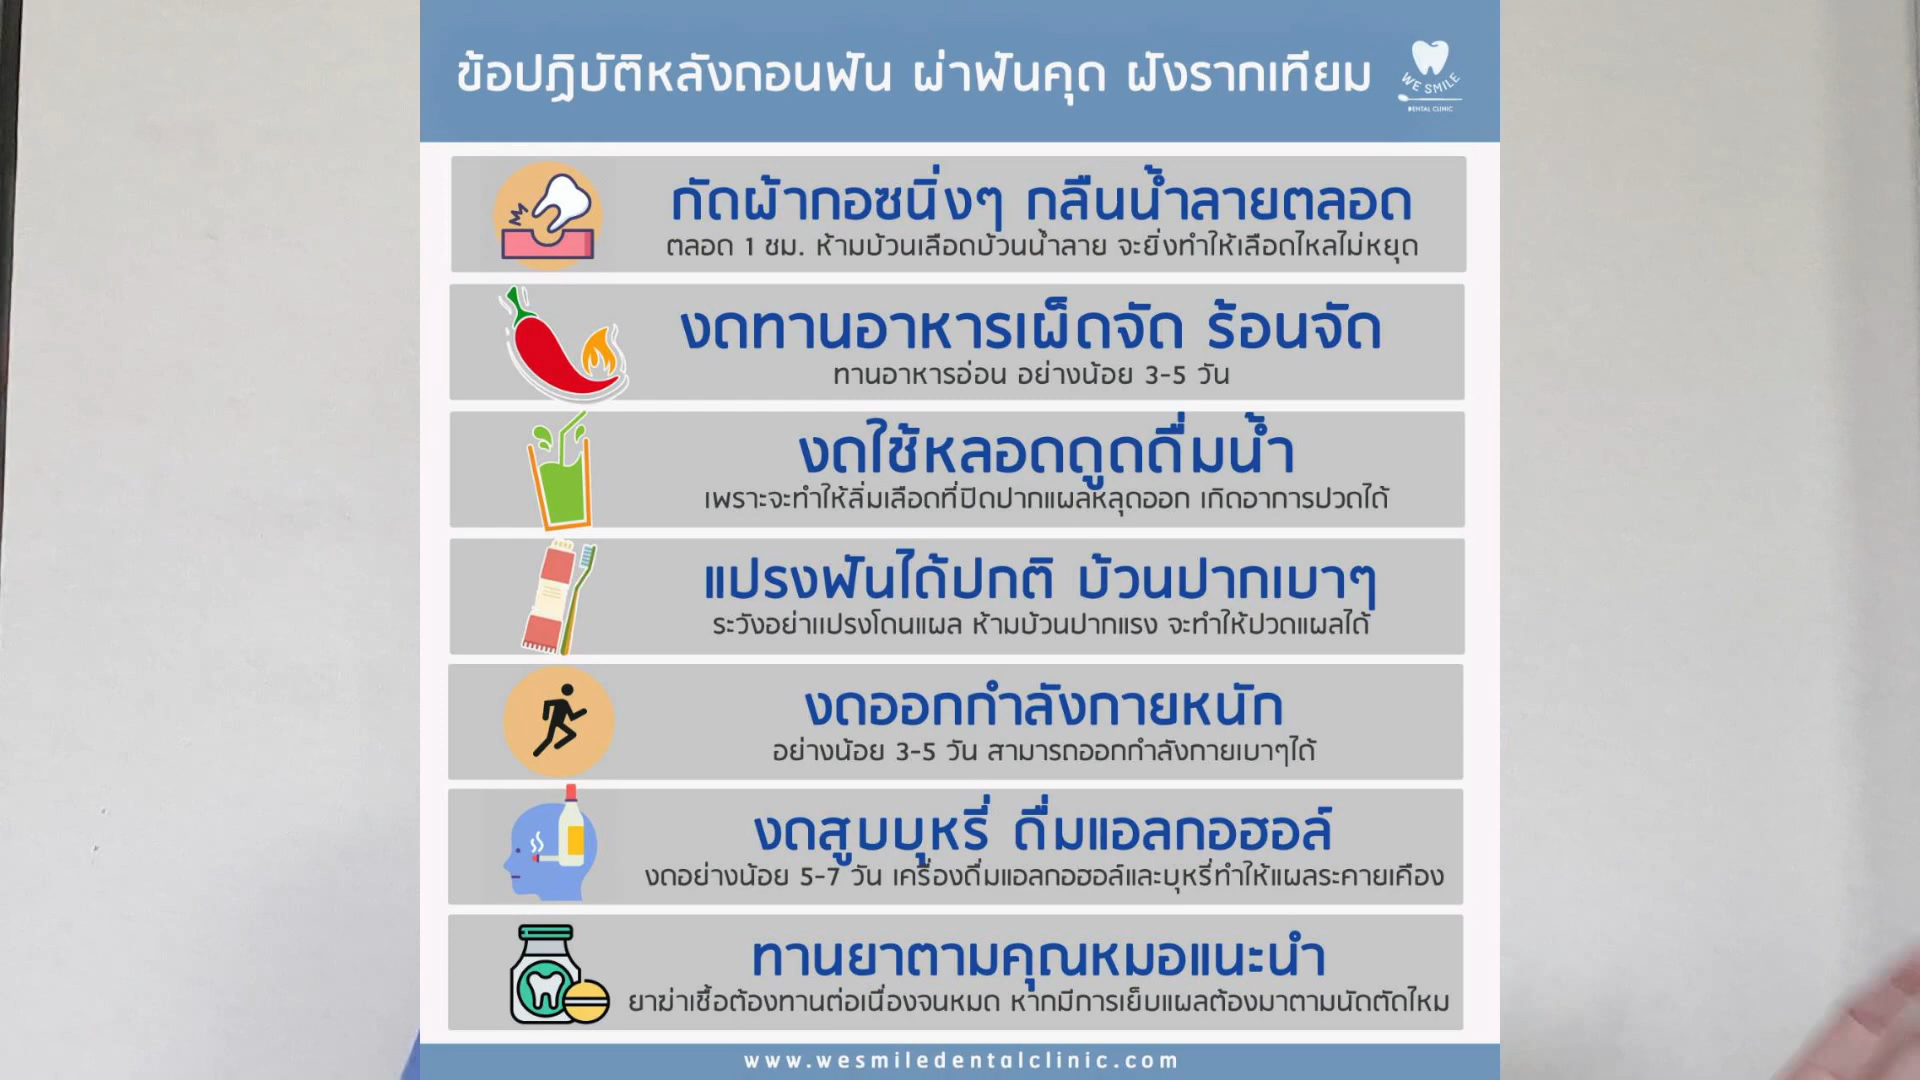 ข้อปฏิบัติหลังถอนฟัน ผ่าฟันคุด ฝังรากเทียม
WE SMILE
DENTAL CLINIC
กัดผ้ากอซนิ่งๆ กลืนน้ำลายตลอด
ตลอด 1 ชม. ห้ามบ้วนเลือดบ้วนน้ำลาย จะยิ่งทำให้เลือดไหลไม่หยุด
งดทานอาหารเผ็ดจัด ร้อนจัด
ทานอาหารอ่อน อย่างน้อย 3-5 วัน
งดใช้หลอดดูดดื่มน้ำ
เพราะจะทำให้ลิ่มเลือดที่ปิดปากแผลหลุดออก เกิดอาการปวดได้
แปรงฟันได้ปกติ บ้วนปากเบาๆ
ระวังอย่าแปรงโดนแผล ห้ามบ้วนปากแรง จะทำให้ปวดแผลได้
งดออกกำลังกายหนัก
อย่างน้อย 3-5 วัน สามารถออกกำลังกายเบาๆได้
งดสูบบุหรี่ ดื่มแอลกอฮอล์
งดอย่างน้อย 5-7 วัน เครื่องดื่มแอลกอฮอล์และบุหรี่ทำให้แผลระคายเคือง
ทานยาตามคุณหมอแนะนำ
ยาฆ่าเชื้อต้องทานต่อเนื่องจนหมด หากมีการเย็บแผลต้องมาตามนัดตัดไหม
www.wesmiledentalclinic.com